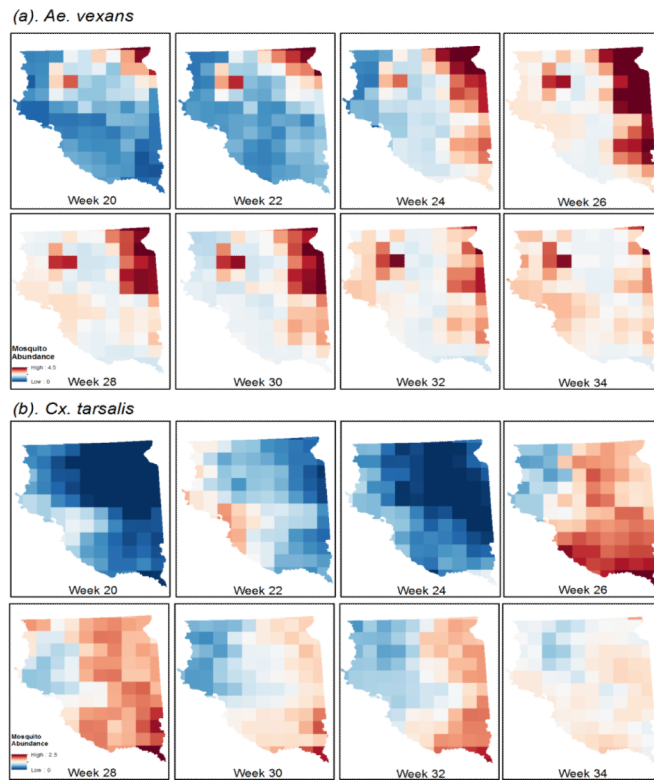 (a). Ae. vexans
Week 20
Week 22
Week 24
Week 26
Mosquito
Abundance
High : 4.5
Low : 0
Week 28
Week 30
Week 32
Week 34
(b). Cx. tarsalis
Week 20
Week 22
Week 24
Week 26
Mosquito
Abundance
High : 2.5
Low : 0
Week 28
Week 30
Week 32
Week 34